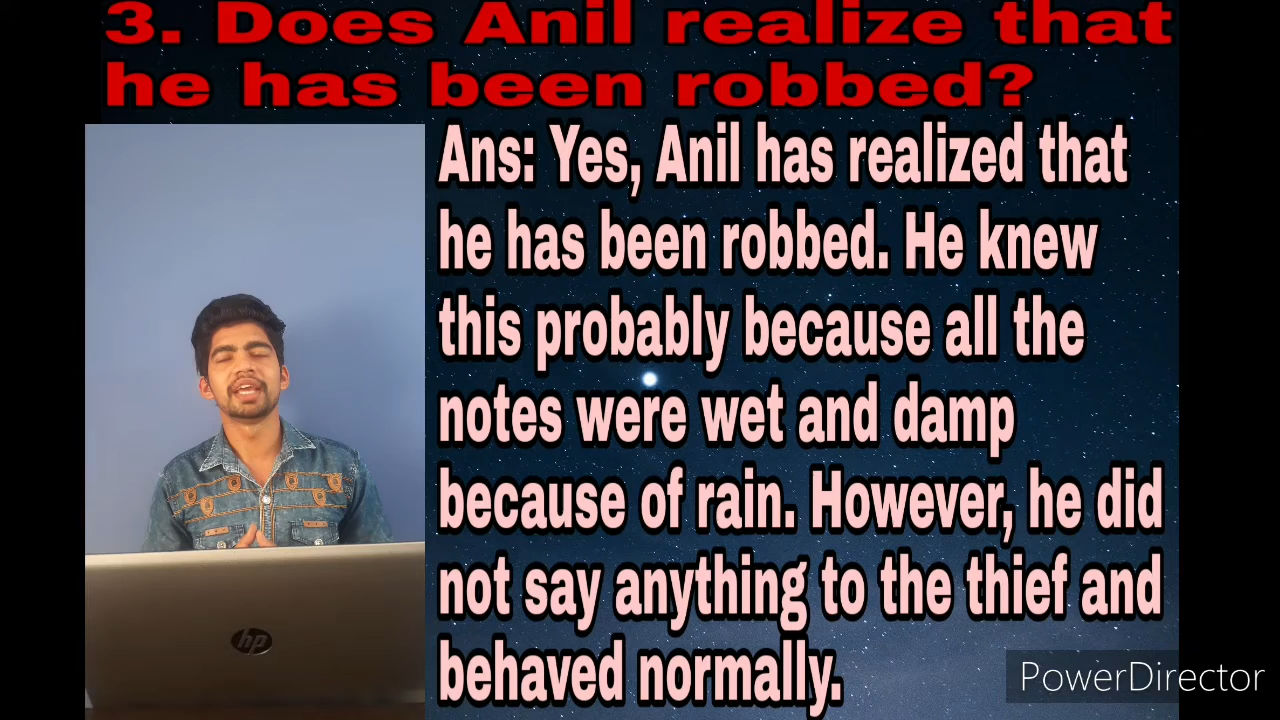 3. Does Anil realize that
he has been robbed?
Ans: Yes, Anil has realized that
he has been robbed. He knew
this probably because all the
notes were wet and damp
because of rain. However, he did
not say anything to the thief and
behaved normally.
hp
PowerDirector